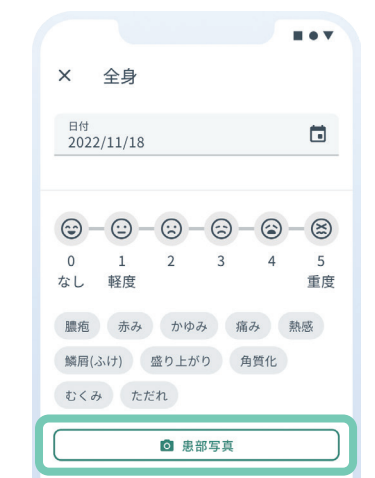 全身
日付
2022/11/18
0 1 2 3 4 5
なし 軽度 重度
膿疱 赤み かゆみ 痛み 熱感
鱗屑(ふけ) 盛り上がり 角質化
むくみ ただれ
患部写真